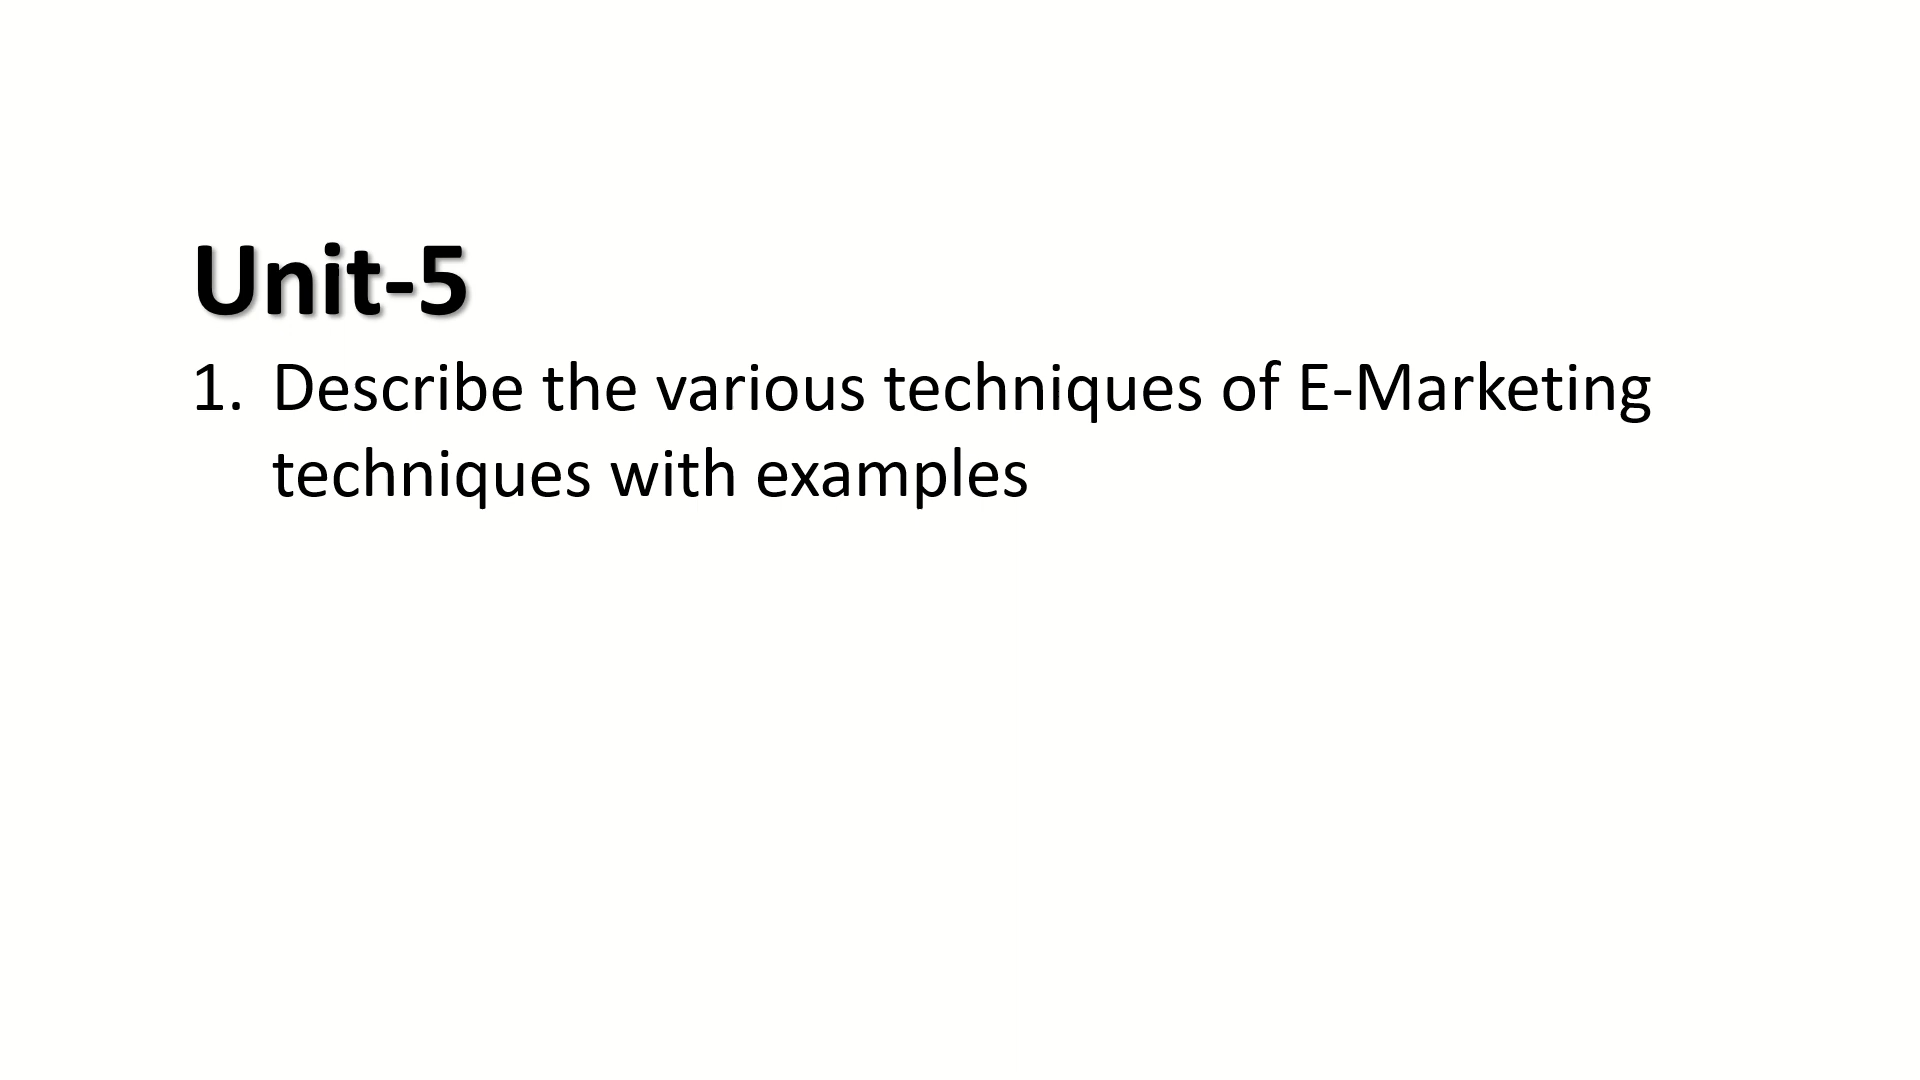 Unit-5
1. Describe the various techniques of E-Marketing
techniques with examples